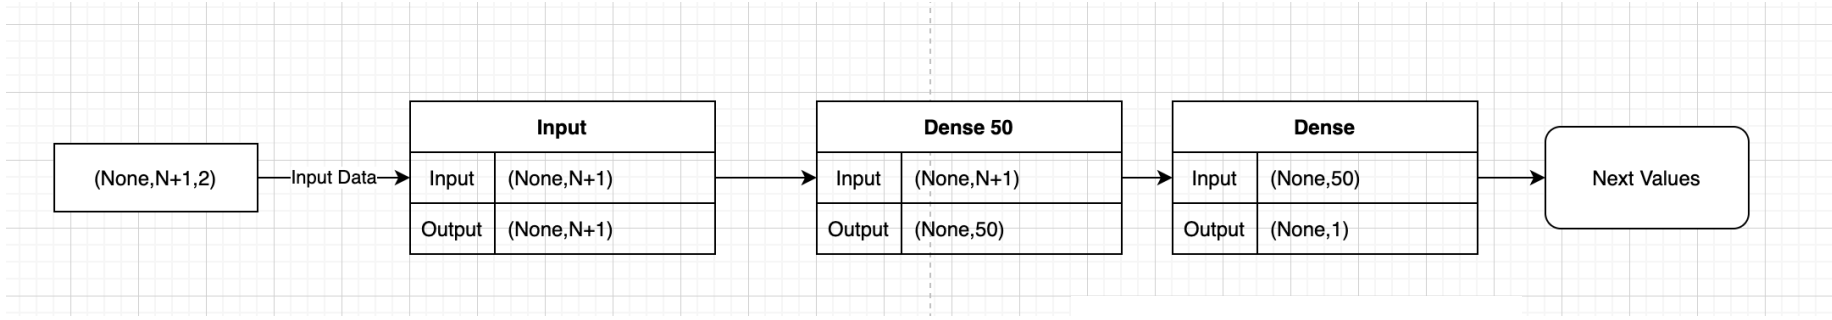 (None,N+1,2)
Input Data
Input
Input (None,N+1)
Output (None,N+1)
Dense 50
Input (None,N+1)
Output (None,50)
Dense
Input (None,50)
Output (None,1)
Next Values